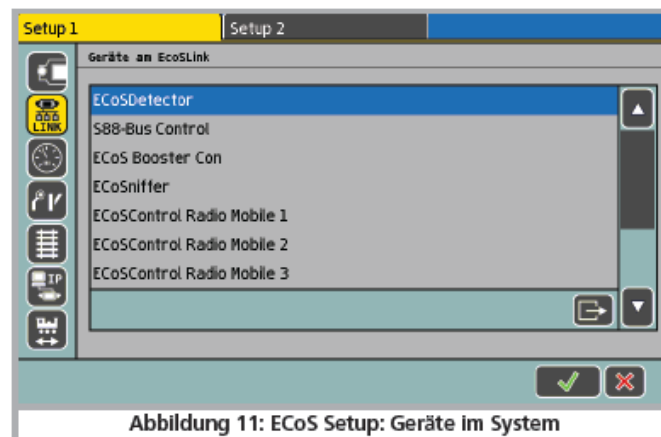 Setup 1
Setup 2
Geräte am EcoSLink
ECoSDetector
S88-Bus Control
ECoS Booster Con
ECoSniffer
ECoSControl Radio Mobile 1
ECoSControl Radio Mobile 2
ECoSControl Radio Mobile 3
LINK
IP
Abbildung 11: ECoS Setup: Geräte im System